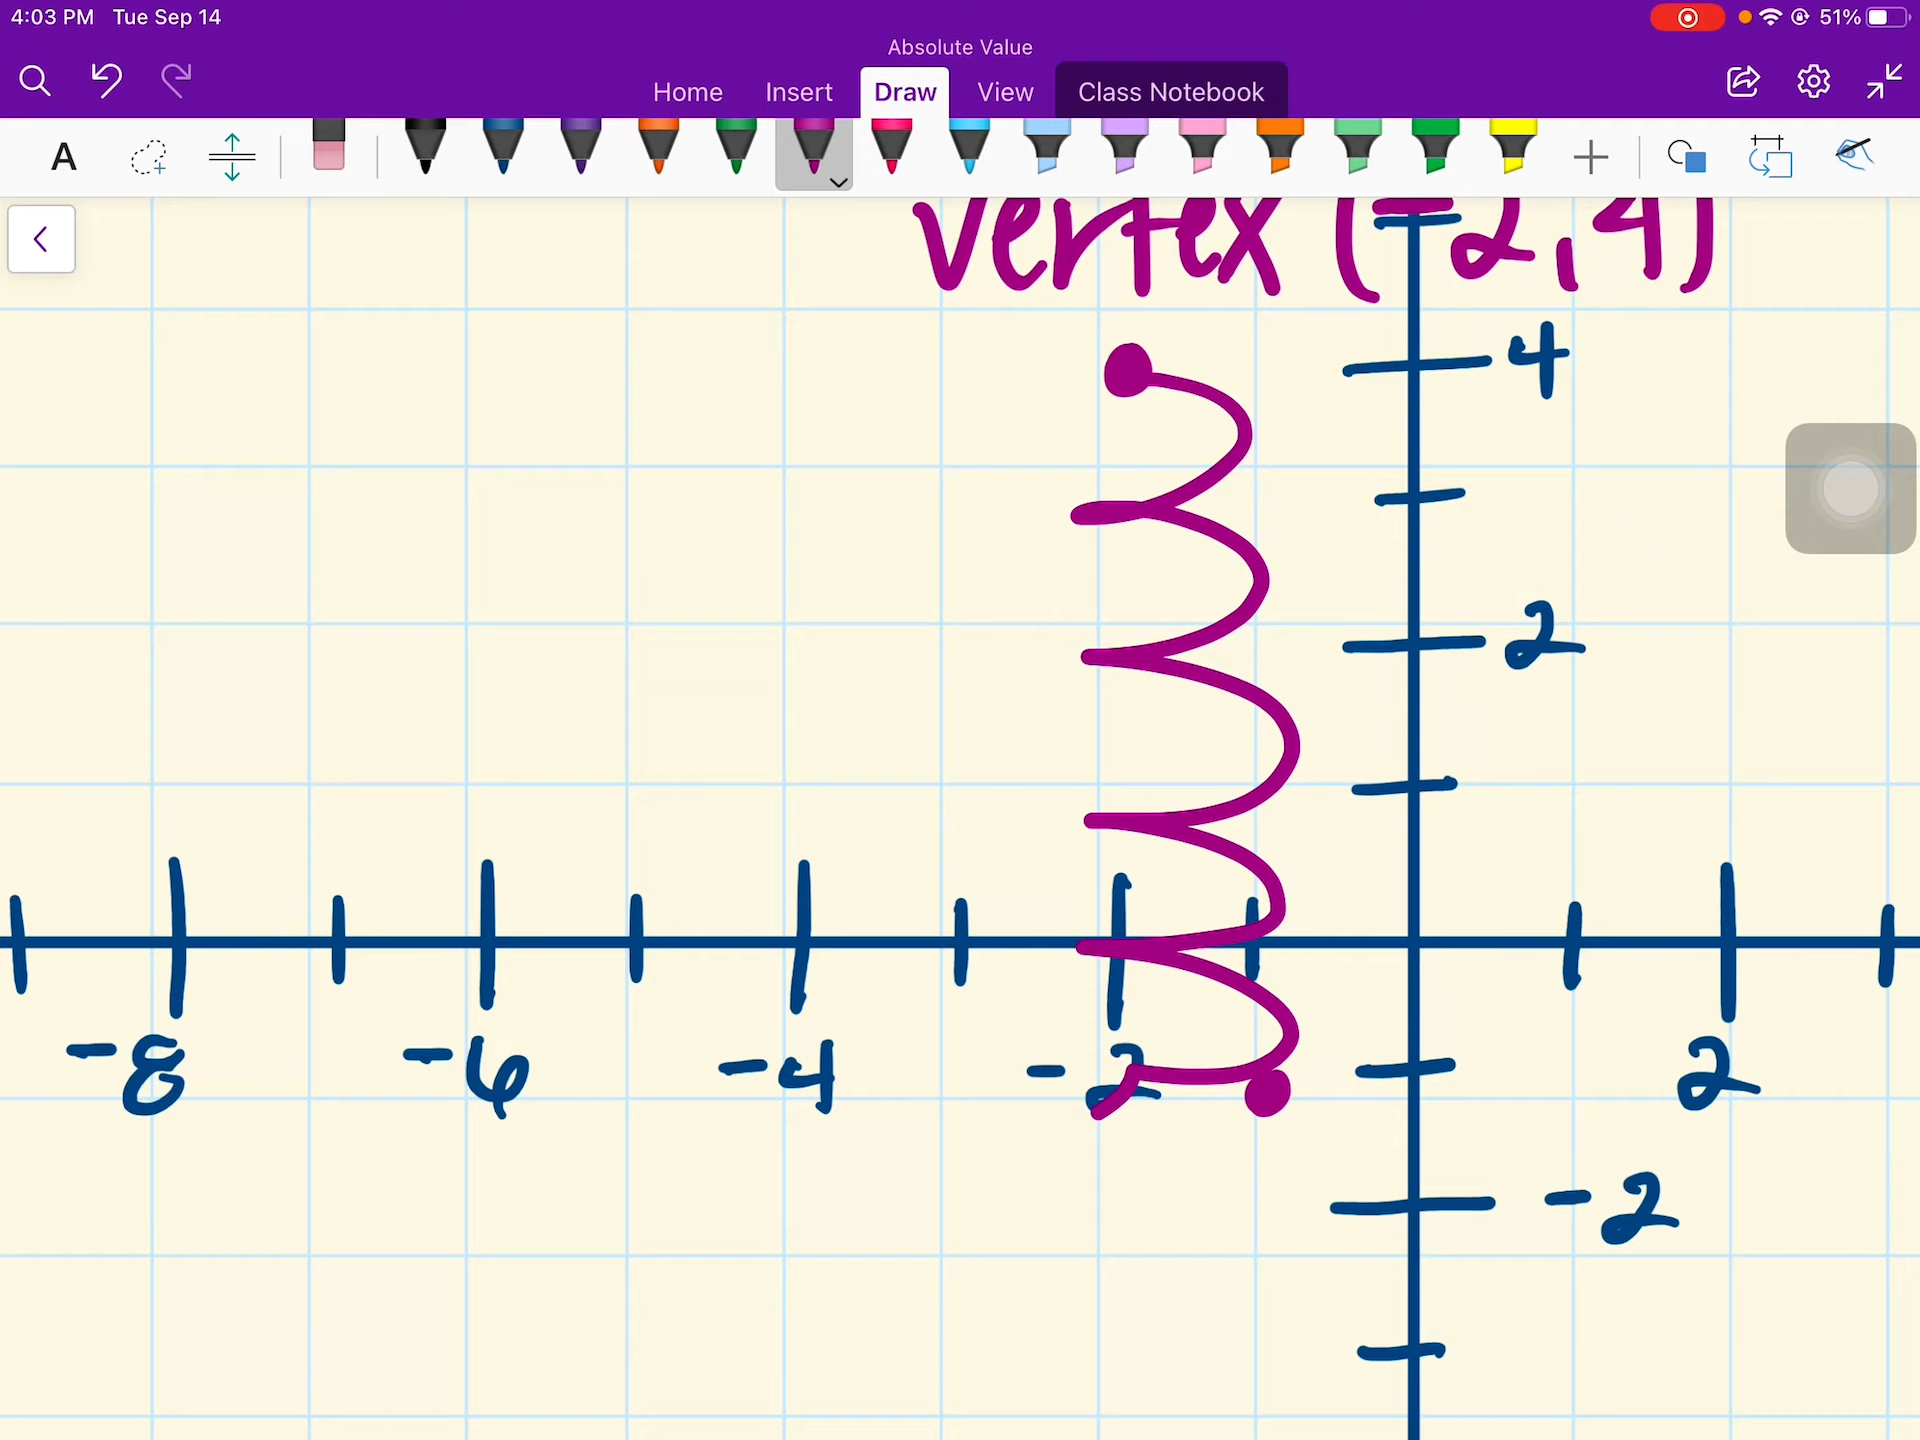 4:03 PM Tue Sep 14 51%
Absolute Value
Home Insert Draw View Class Notebook
A
vertex (-2,4)
4
2
-8 -6 -4 -2 2
-2